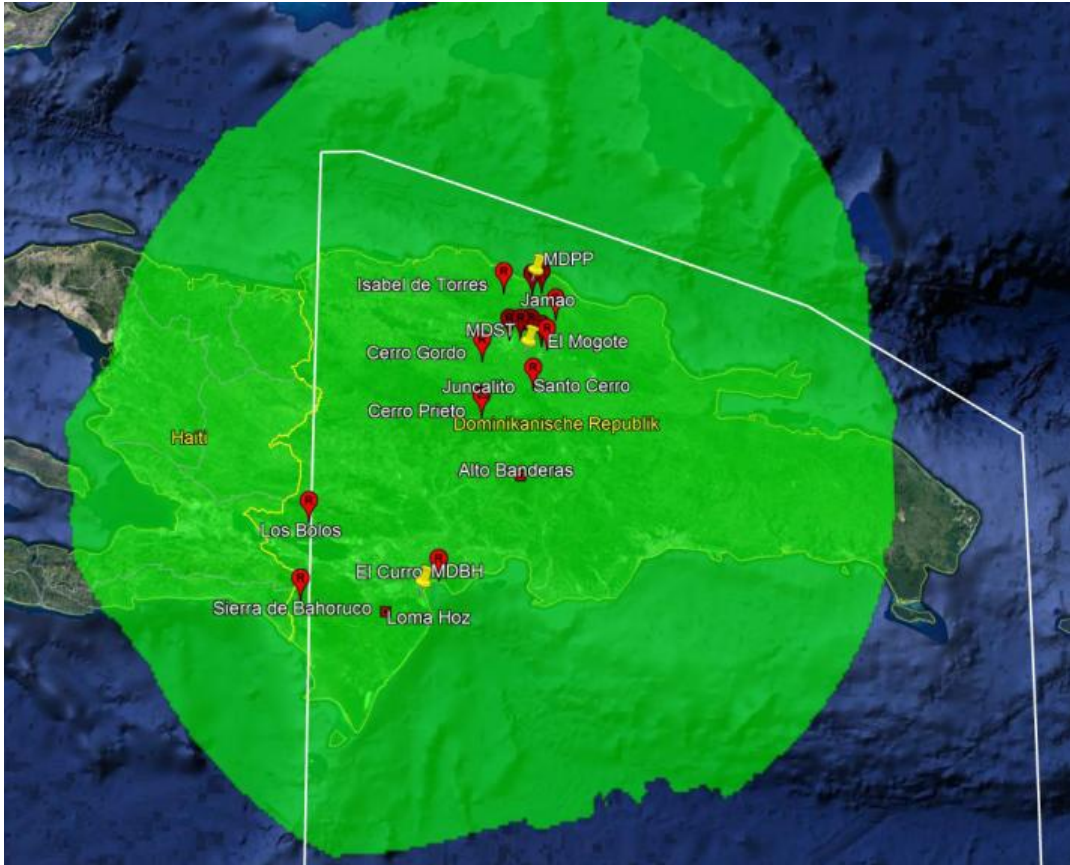 MDPP
Isabel de Torres
Jamao
MDST
El Mogote
Cerro Gordo
Juncalito
Santo Cerro
Cerro Prieto
Dominikanische Republik
Haiti
Alto Banderas
Los Bolos
El Curro
MDBH
Sierra de Bahoruco
Loma Hoz